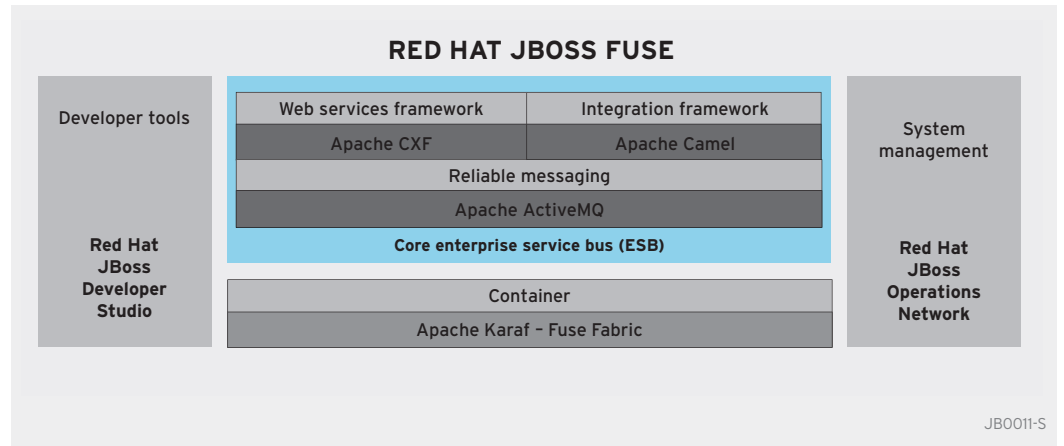 RED HAT JBOSS FUSE
Developer tools
Red Hat
JBoss
Developer
Studio
Web services framework
Integration framework
Apache CXF
Apache Camel
Reliable messaging
Apache ActiveMQ
Core enterprise service bus (ESB)
Container
Apache Karaf – Fuse Fabric
System
management
Red Hat
JBoss
Operations
Network
JB0011-S